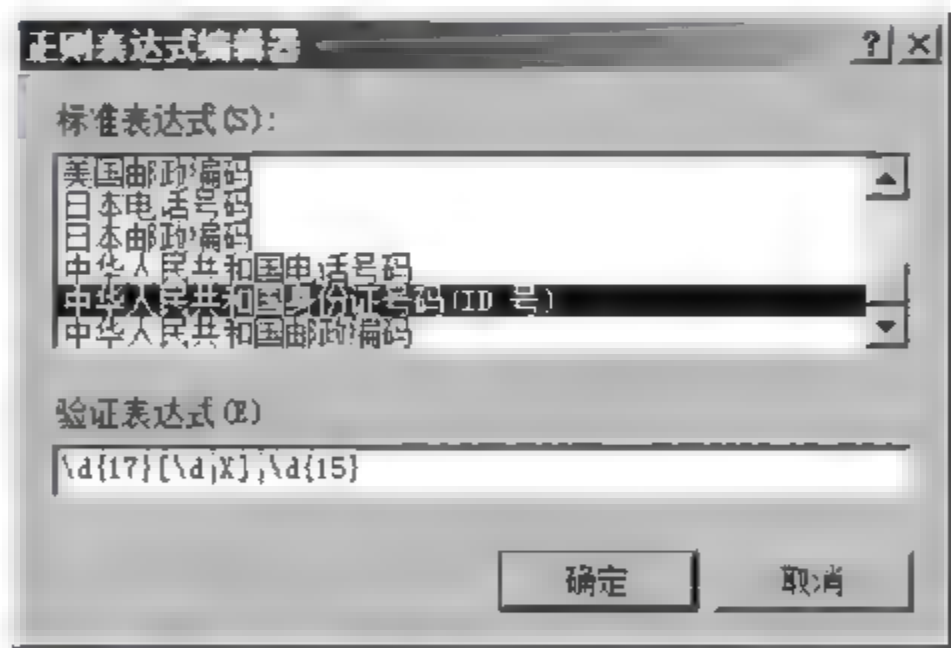 正则表达式编辑器
标准表达式(S):
美国邮政编码
日本电话号码
日本邮政编码
中华人民共和国电话号码
中华人民共和国身份证号码(ID 号)
中华人民共和国邮政编码
验证表达式(E)
\d{17}[\d|X]|\d{15}
确定
取消